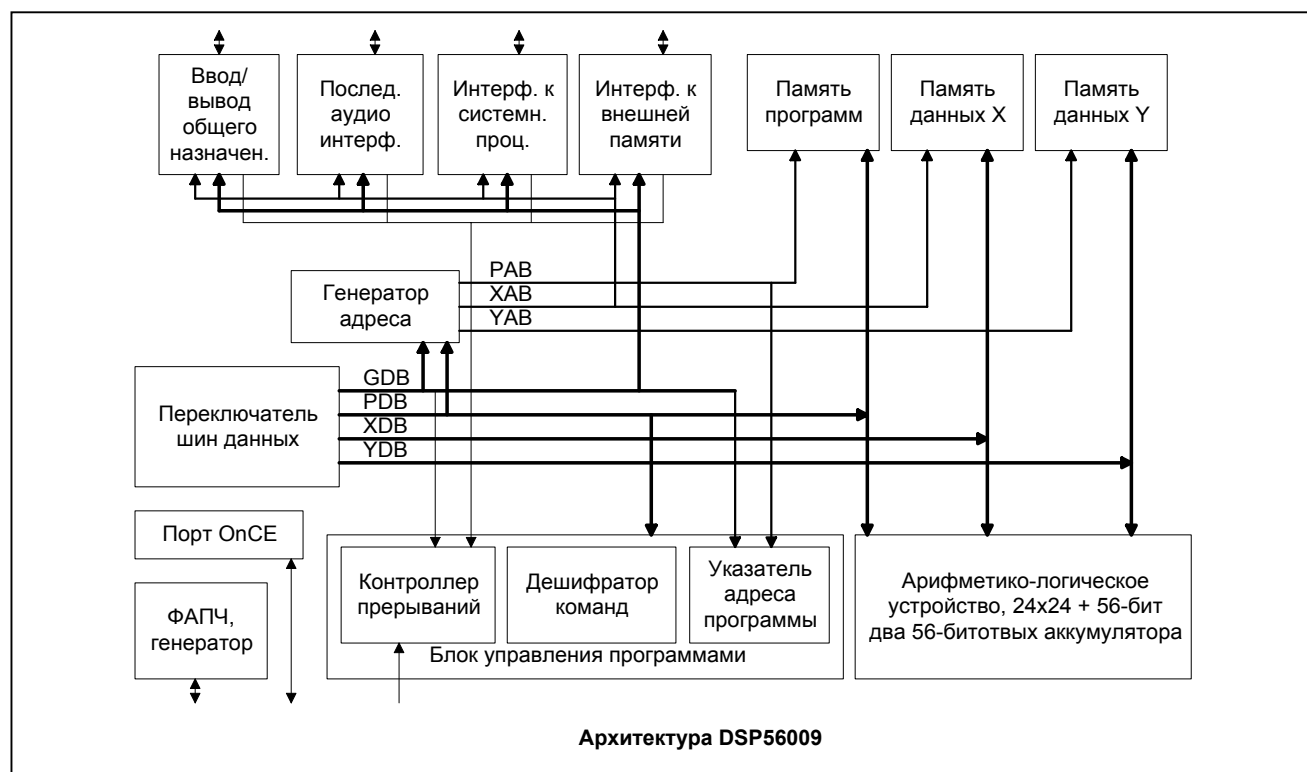 Ввод/
вывод
общего
назначен.
Послед.
аудио
интерф.
Интерф. к
системн.
проц.
Интерф. к
внешней
памяти
Память
программ
Память
данных X
Память
данных Y
Генератор
адреса
PAB
XAB
YAB
Переключатель
шин данных
GDB
PDB
XDB
YDB
Порт OnCE
ФАПЧ,
генератор
Контроллер
прерываний
Дешифратор
команд
Указатель
адреса
программы
Блок управления программами
Арифметико-логическое
устройство, 24x24 + 56-бит
два 56-битотвых аккумулятора
Архитектура DSP56009